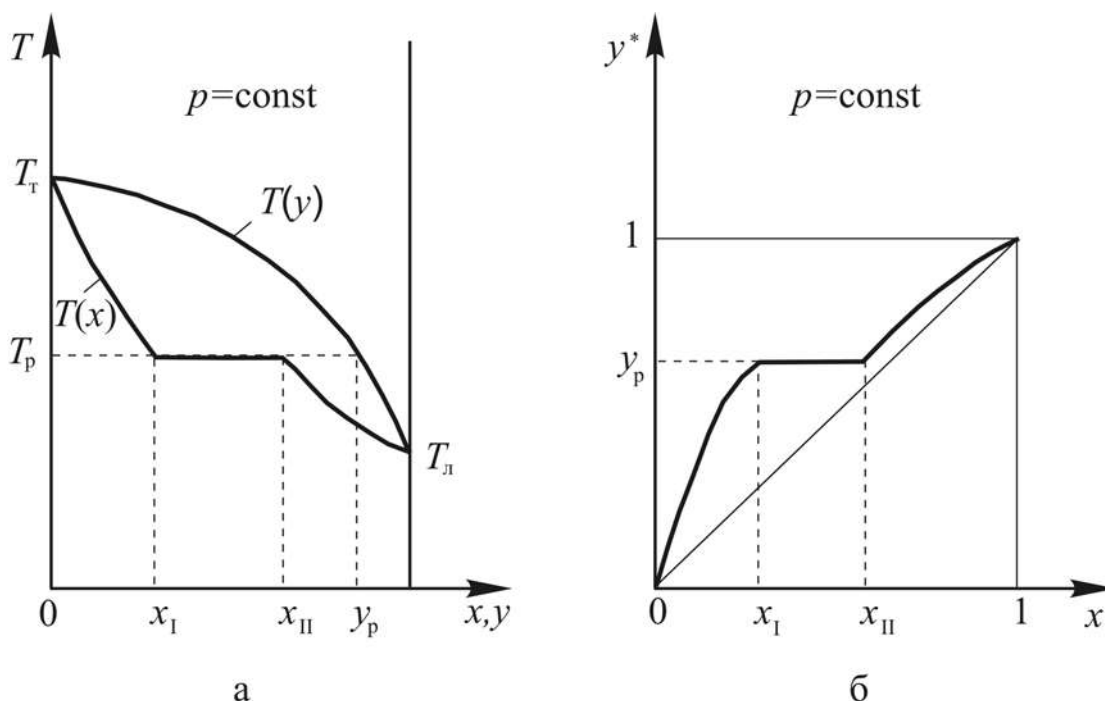 T
p=const
Tт
T(y)
T(x)
Tр
Tл
0
xI
xII
yр
x,y
а
y*
p=const
1
yр
0
xI
xII
1
x
б